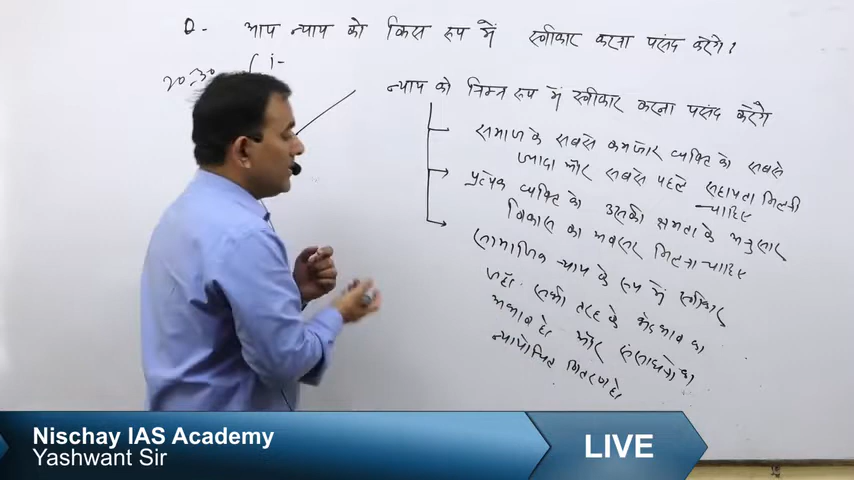 Q. आप न्याय को किस रूप में स्वीकार करना पसंद करेंगे?
20-30 { i-
न्याय को निम्न रूप में स्वीकार करना पसंद करेंगे
समाज के सबसे कमजोर व्यक्ति को सबसे
ज्यादा और सबसे पहले सहायता मिलनी
चाहिए
प्रत्येक व्यक्ति को उसकी क्षमता के अनुसार
विकास का अवसर मिलना चाहिए
सामाजिक न्याय के रूप में स्वीकार
जहाँ सभी तरह के भेदभाव का
अभाव हो और संसाधनों का
न्यायोचित वितरण हो
Nischay IAS Academy
Yashwant Sir
LIVE